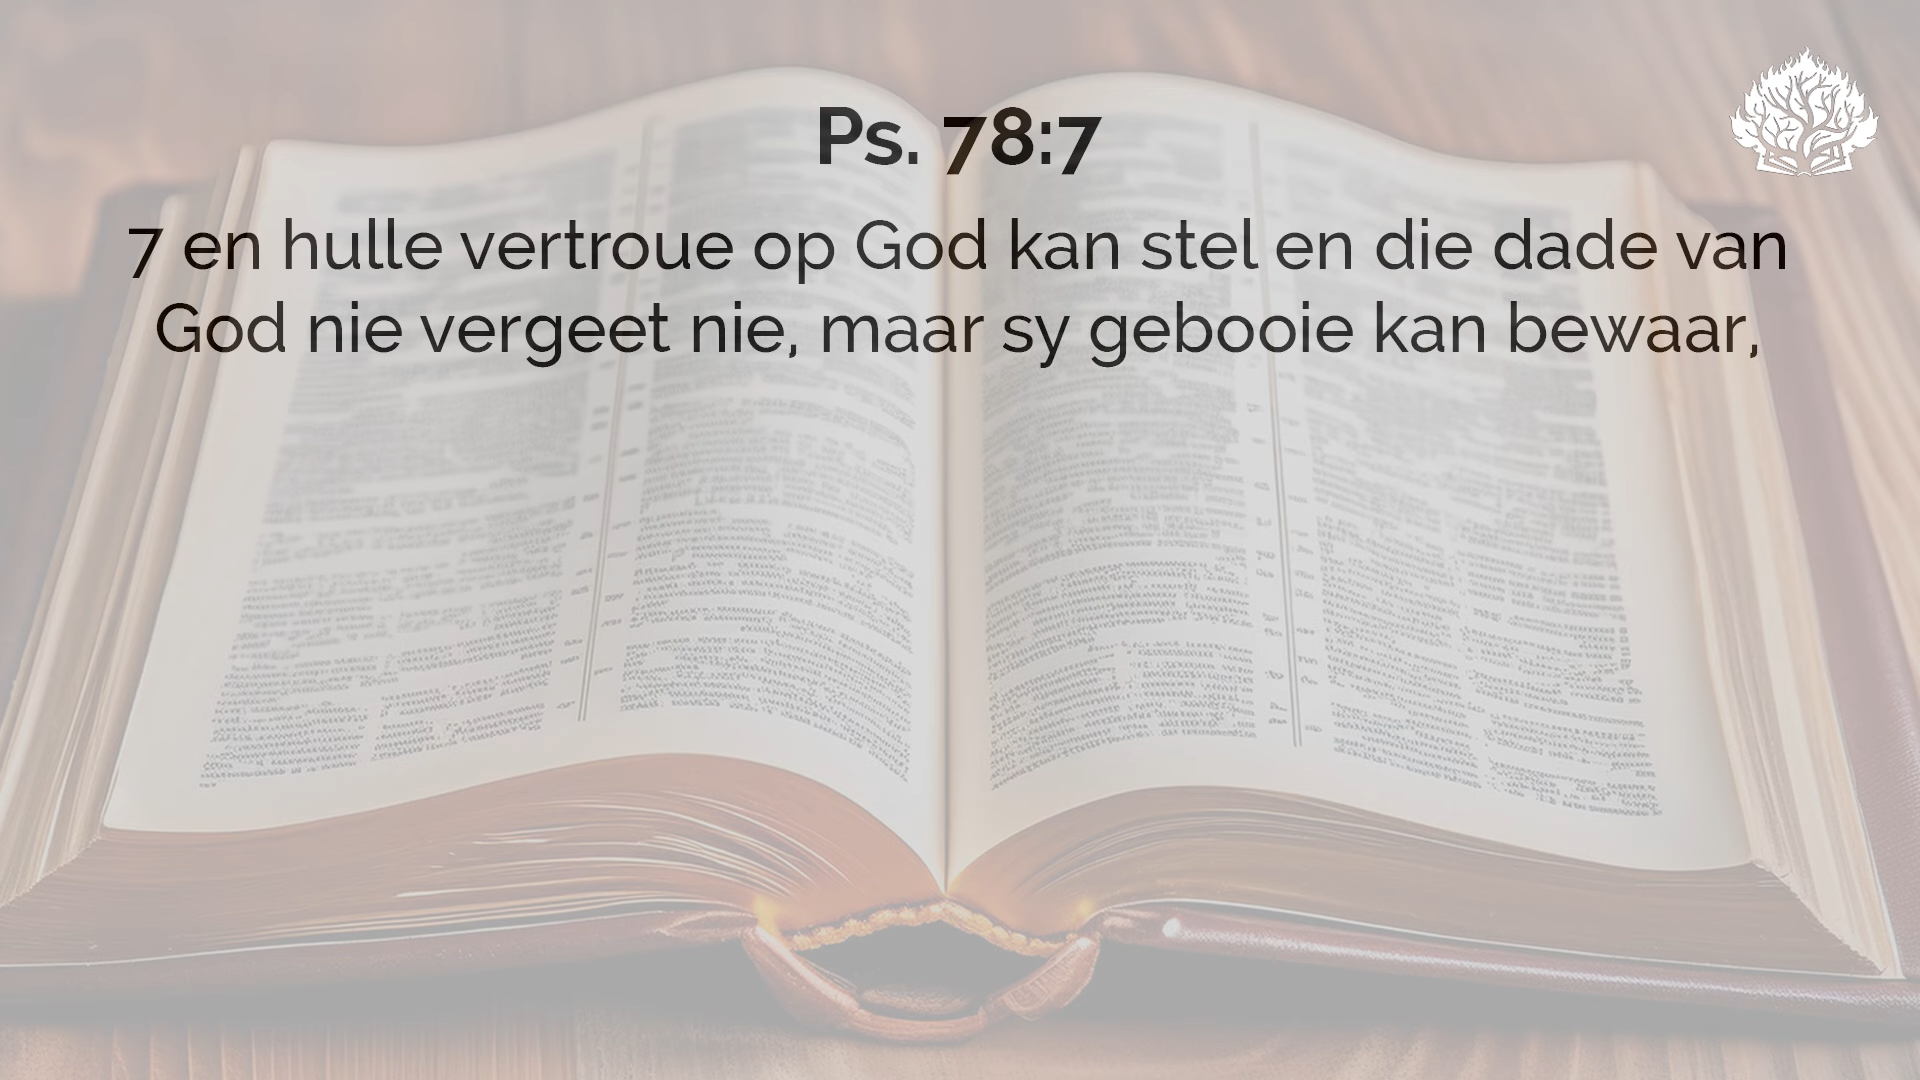 Ps. 78:7
7 en hulle vertroue op God kan stel en die dade van
God nie vergeet nie, maar sy gebooie kan bewaar,